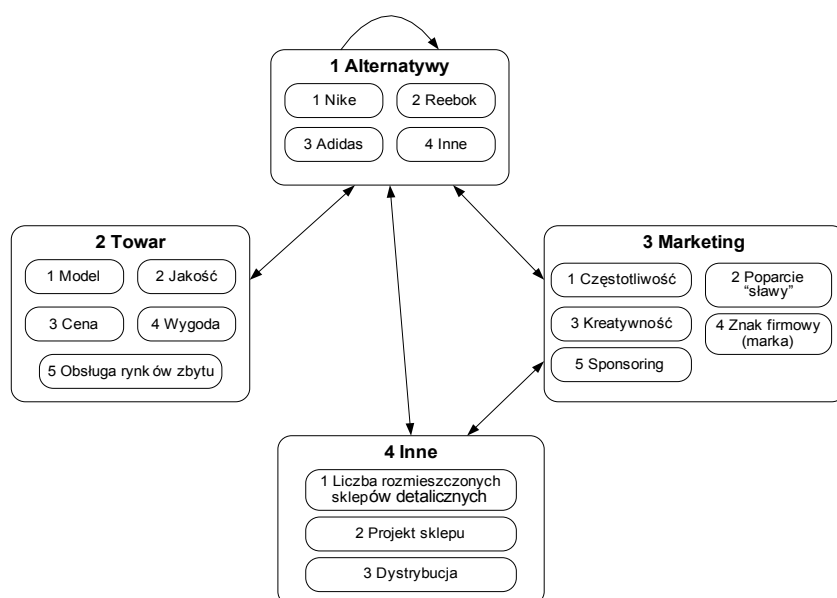 1 Alternatywy
1 Nike
2 Reebok
3 Adidas
4 Inne
2 Towar
1 Model
2 Jakość
3 Cena
4 Wygoda
5 Obsługa rynków zbytu
3 Marketing
1 Częstotliwość
2 Poparcie
“sławy”
3 Kreatywność
4 Znak firmowy
(marka)
5 Sponsoring
4 Inne
1 Liczba rozmieszczonych
sklepów detalicznych
2 Projekt sklepu
3 Dystrybucja